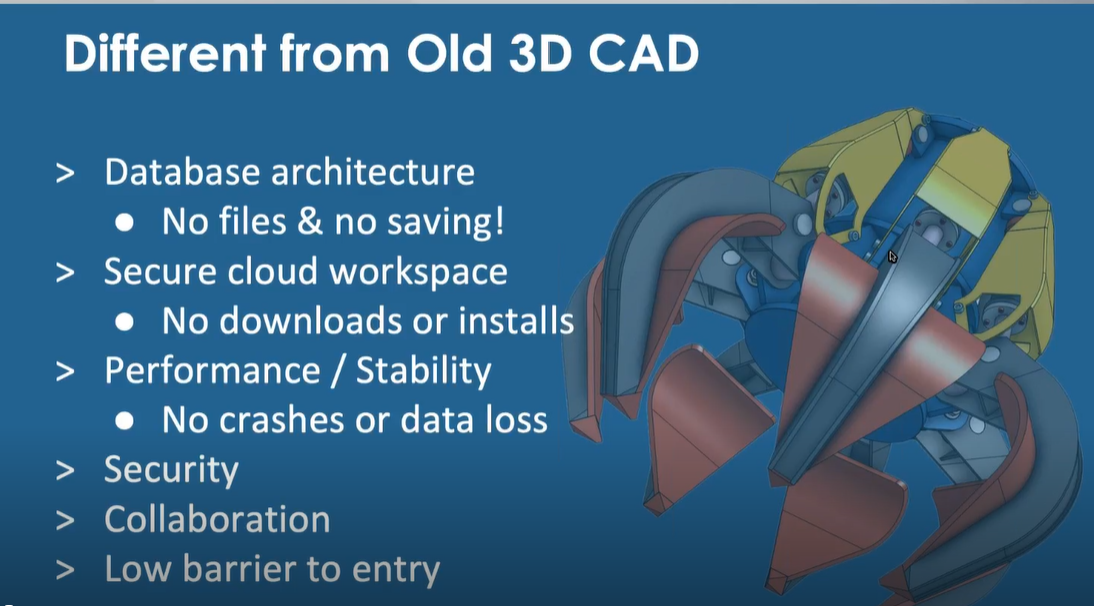 Different from Old 3D CAD
> Database architecture
● No files & no saving!
> Secure cloud workspace
● No downloads or installs
> Performance / Stability
● No crashes or data loss
> Security
> Collaboration
> Low barrier to entry